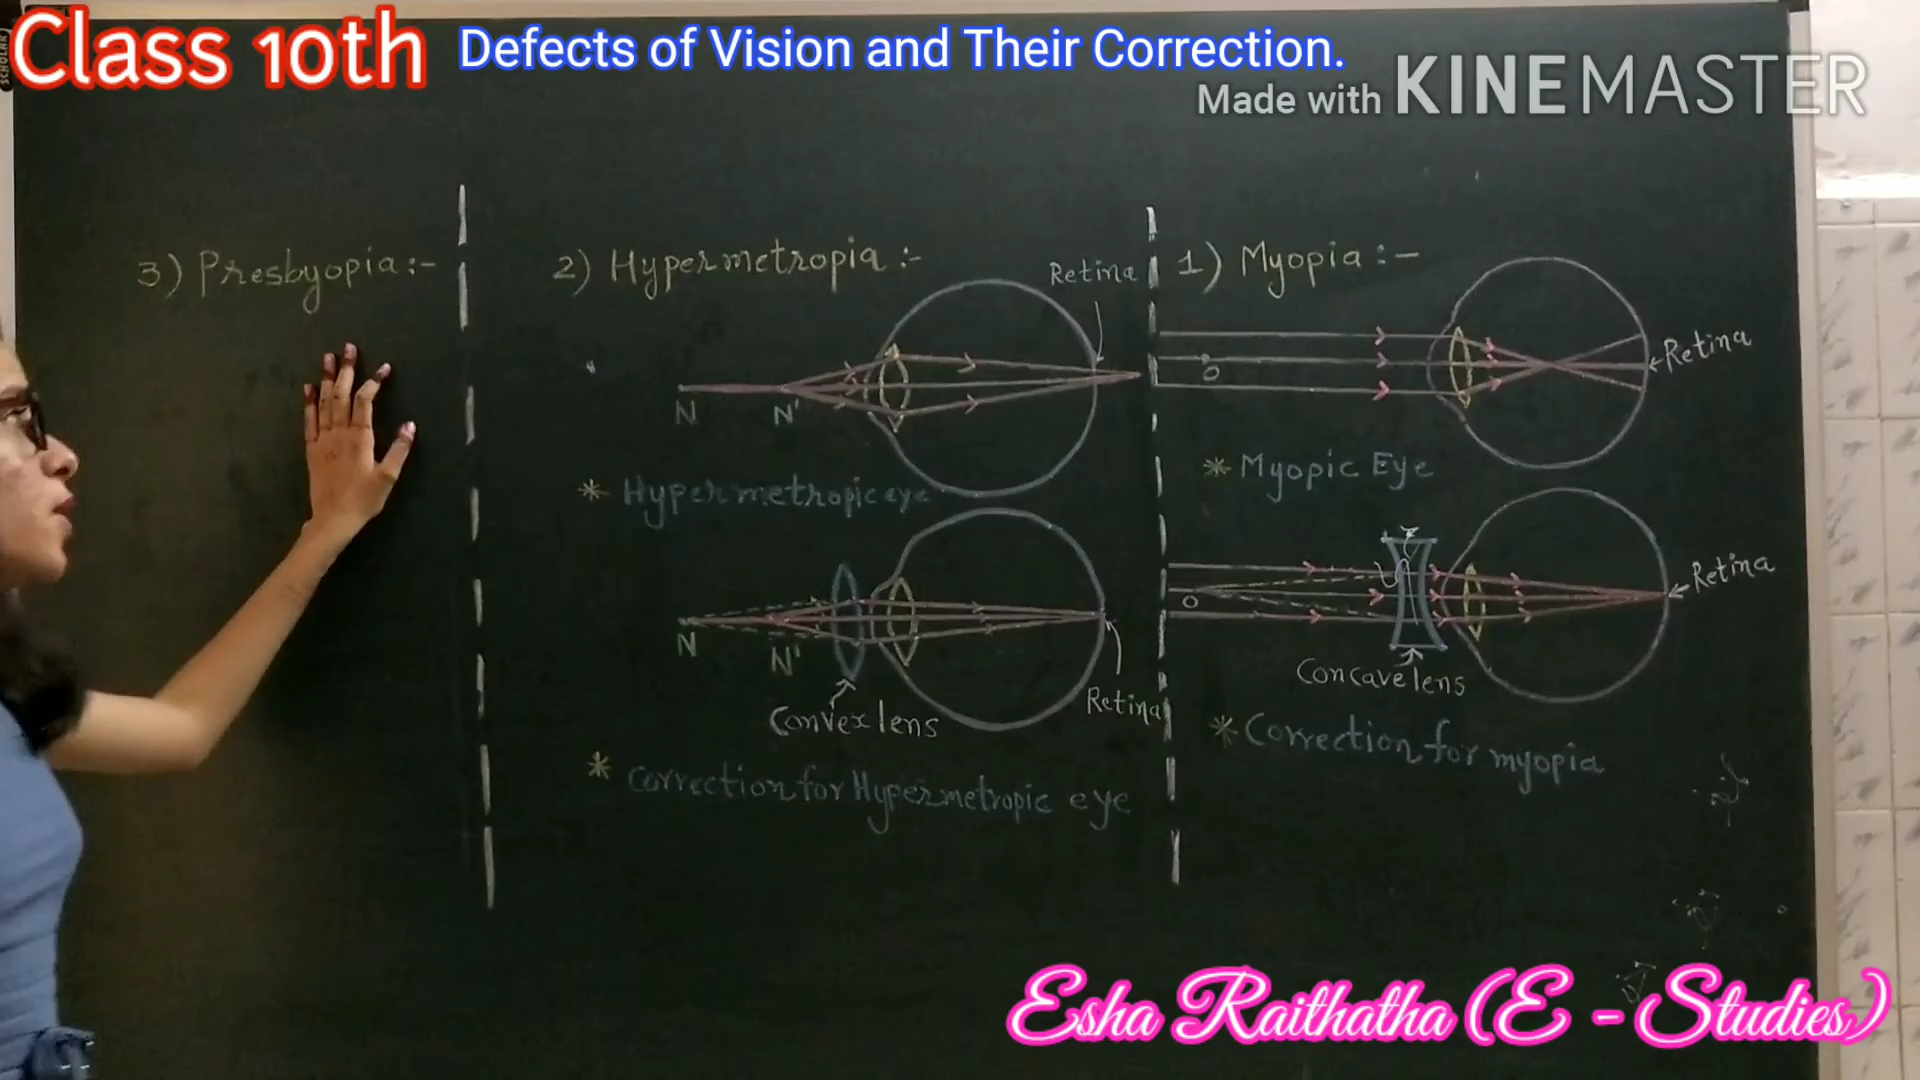 Class 10th
Defects of Vision and Their Correction.
Made with KINEMASTER
3) Presbyopia :-
2) Hypermetropia :-
Retina
N
N'
* Hypermetropic eye
N
N'
Convex lens
Retina
* Correction for Hypermetropic eye
1) Myopia :-
O
Retina
* Myopic Eye
O
Retina
Concave lens
* Correction for myopia
Esha Raithatha (E - Studies)